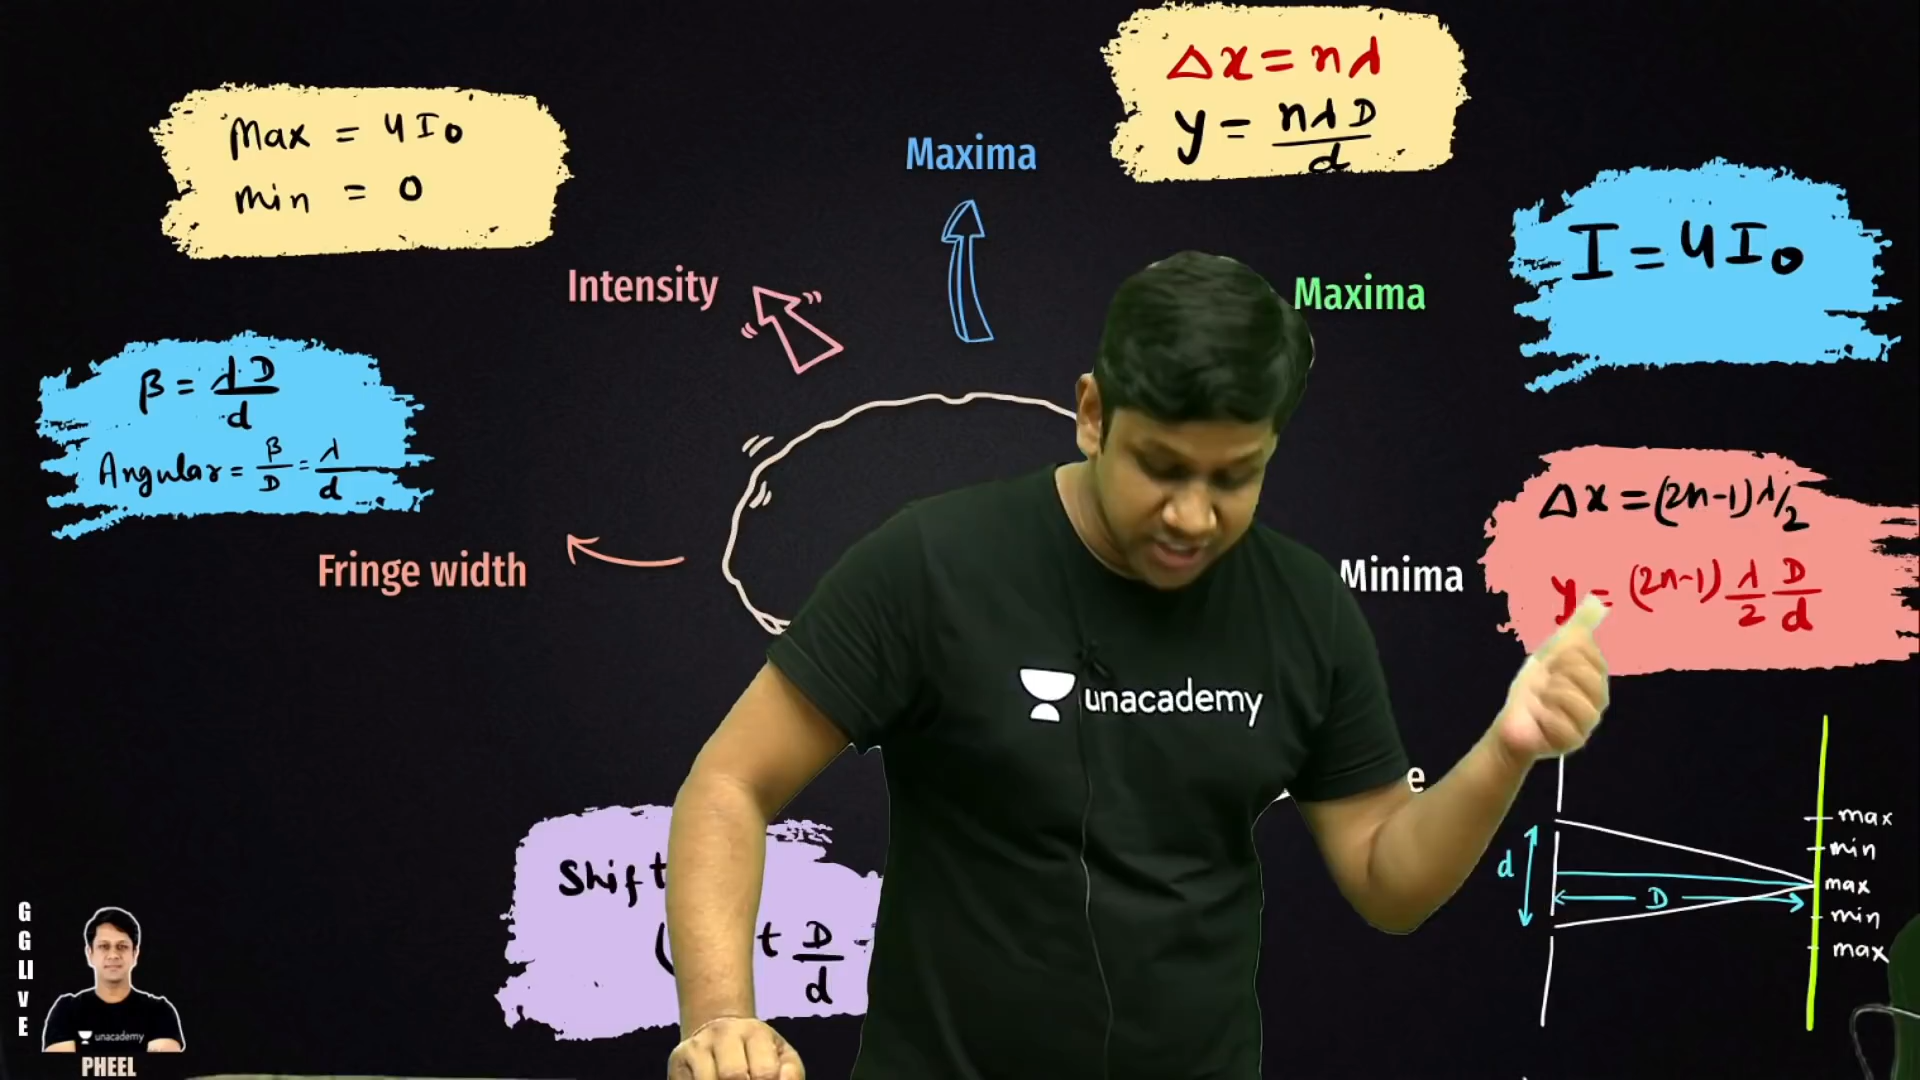 Δx = nλ
y = nλD/d
Maxima
Max = 4I₀
min = 0
Intensity
Maxima
I = 4I₀
β = λD/d
Angular = β/D = λ/d
Fringe width
Minima
Δx = (2n-1)λ/2
y = (2n-1) λ/2 D/d
unacademy
e
Shift
( t D/d
d
D
max
min
max
min
max
GGLIVE
unacademy
PHEEL